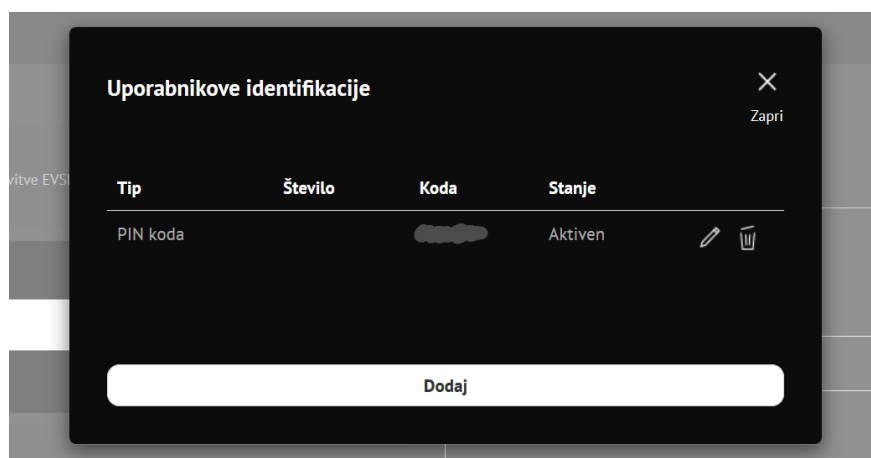 Uporabnikove identifikacije
Zapri
Tip Število Koda Stanje
PIN koda Aktiven
Dodaj